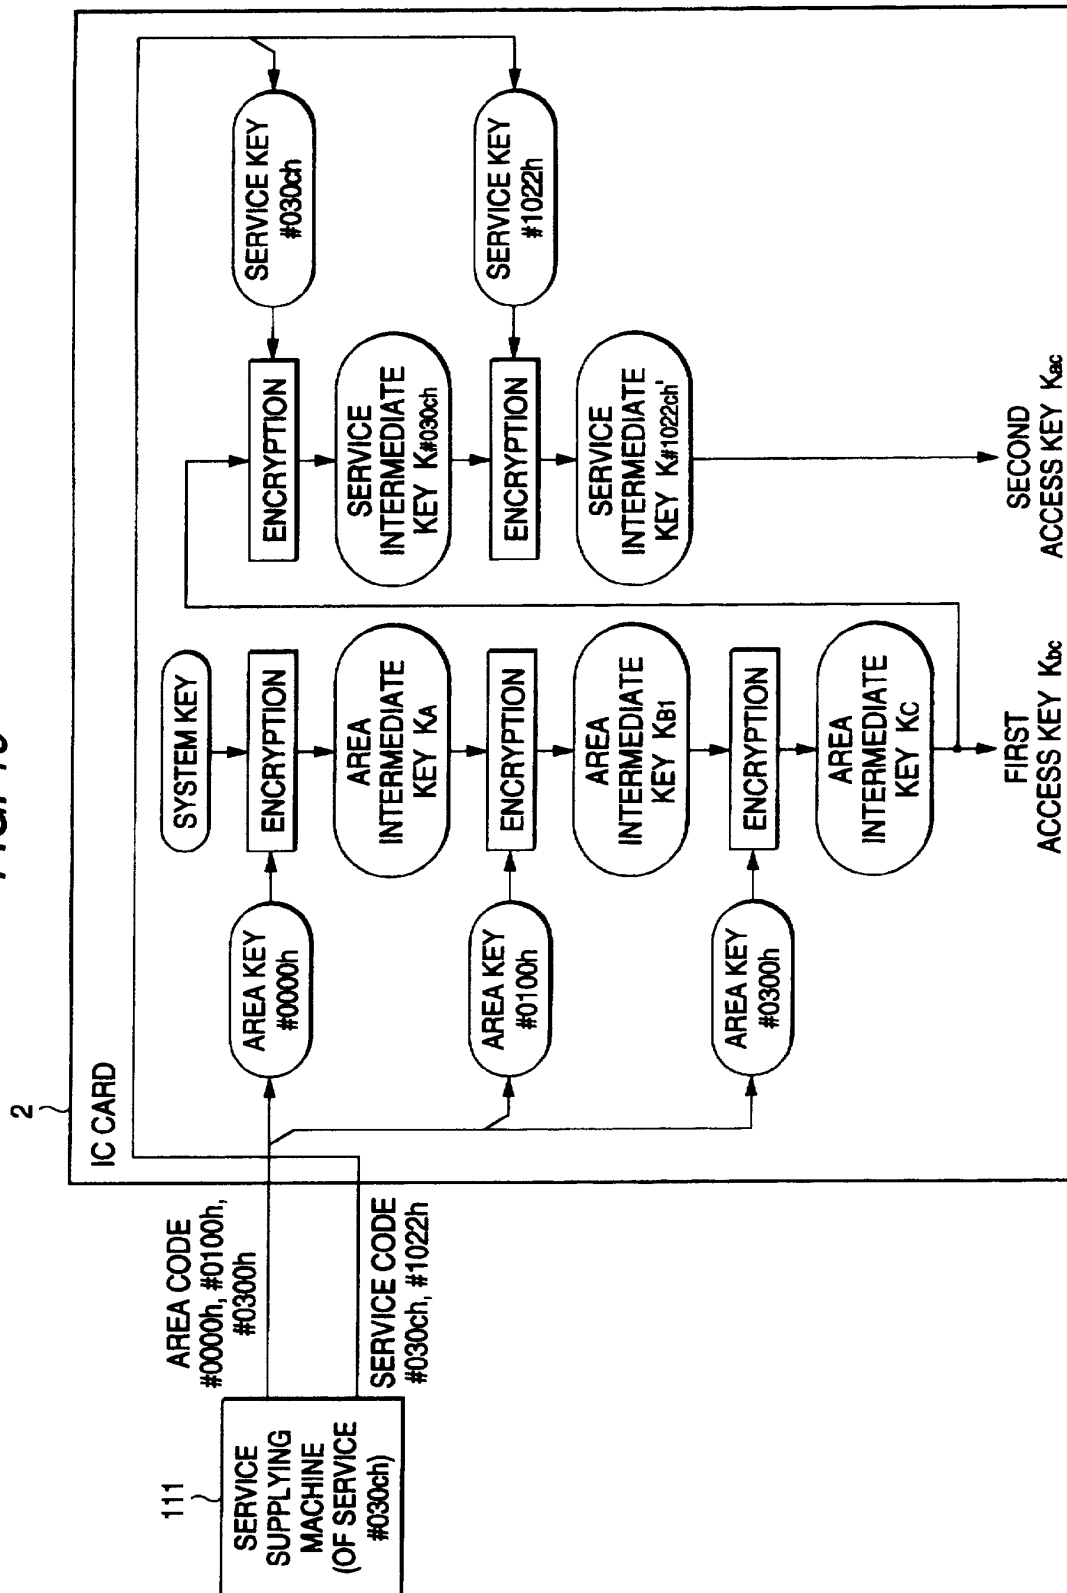 2
IC CARD
111
SERVICE
SUPPLYING
MACHINE
(OF SERVICE
#030ch)
AREA CODE
#0000h, #0100h,
#0300h
SERVICE CODE
#030ch, #1022h
SYSTEM KEY
AREA KEY
#0000h
ENCRYPTION
AREA
INTERMEDIATE
KEY KA
AREA KEY
#0100h
ENCRYPTION
AREA
INTERMEDIATE
KEY KB1
AREA KEY
#0300h
ENCRYPTION
AREA
INTERMEDIATE
KEY KC
FIRST
ACCESS KEY Kbc
SERVICE KEY
#030ch
ENCRYPTION
SERVICE
INTERMEDIATE
KEY K#030ch
SERVICE KEY
#1022h
ENCRYPTION
SERVICE
INTERMEDIATE
KEY K#1022ch'
SECOND
ACCESS KEY Kac